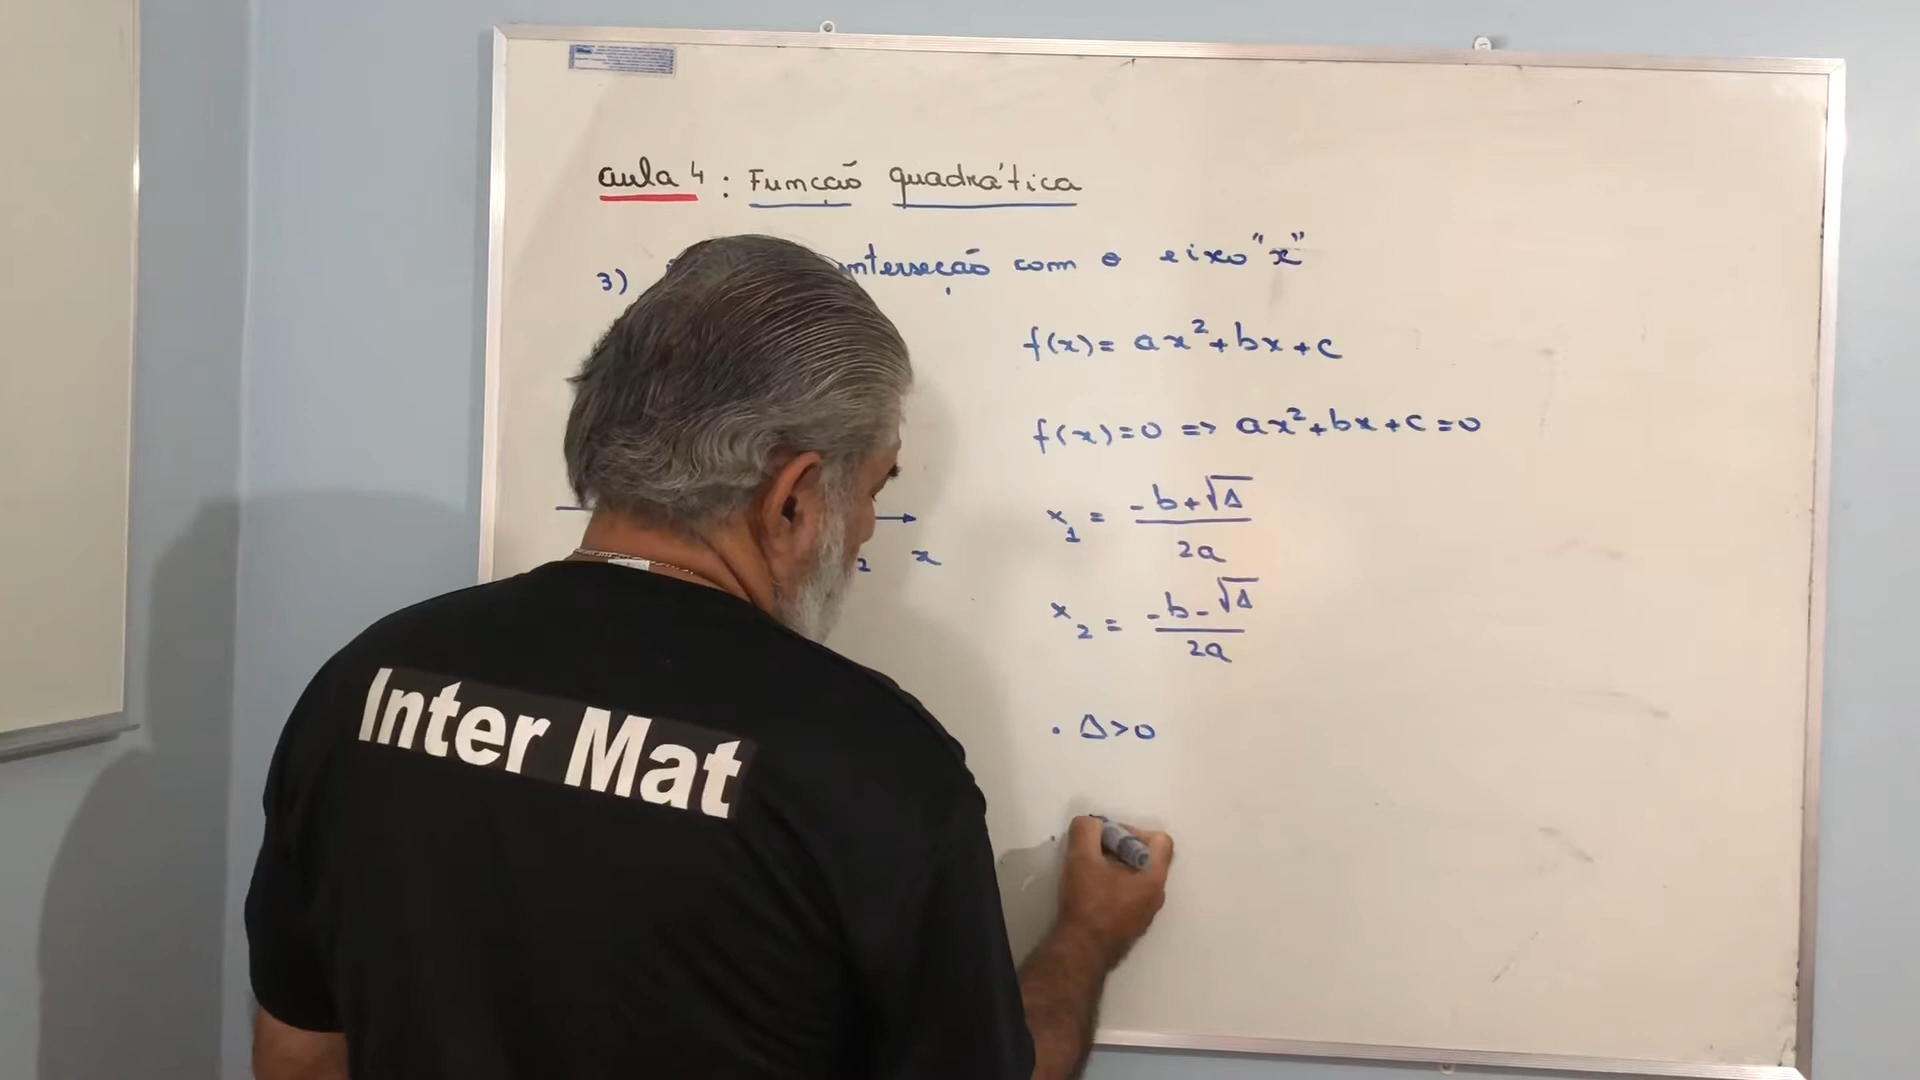 aula 4 : Função quadrática
3) interseção com o eixo "x"
f(x) = ax²+bx+c
f(x)=0 => ax²+bx+c=0
x₁ = -b+√Δ / 2a
2 x
x₂ = -b-√Δ / 2a
Inter Mat
. Δ>0